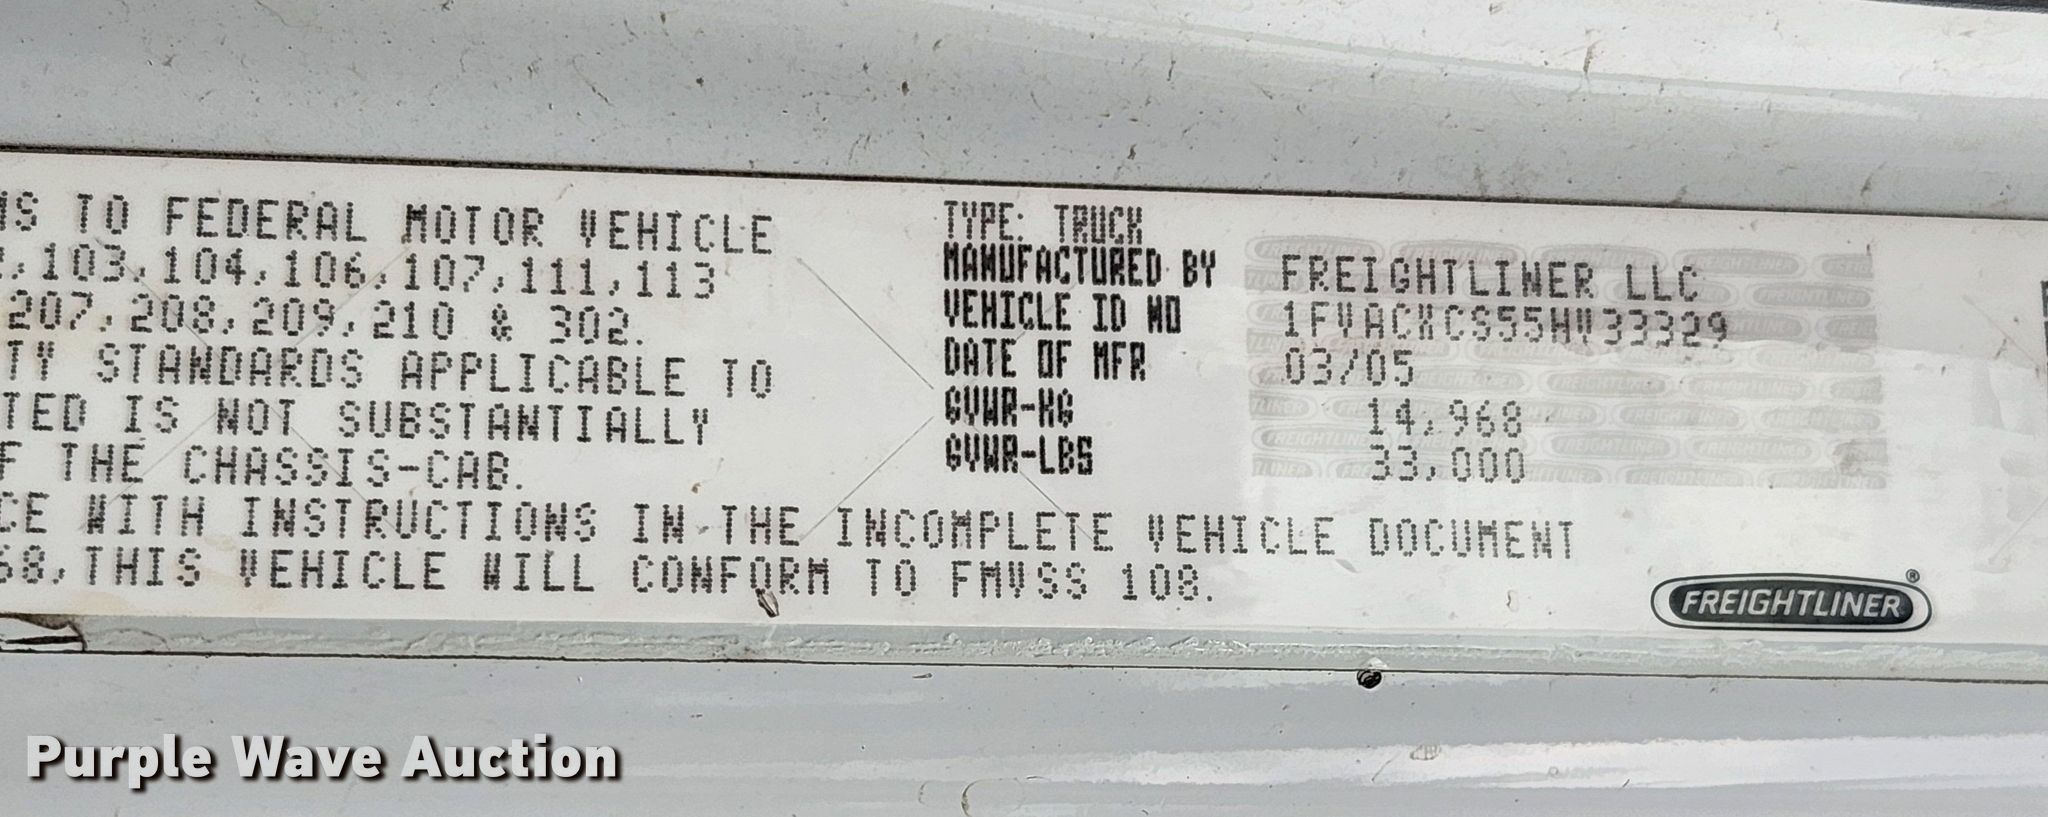 MS TO FEDERAL MOTOR VEHICLE
,103,104,106,107,111,113
207,208,209,210 & 302.
TY STANDARDS APPLICABLE TO
TED IS NOT SUBSTANTIALLY
F THE CHASSIS-CAB.
CE WITH INSTRUCTIONS IN THE INCOMPLETE VEHICLE DOCUMENT
68, THIS VEHICLE WILL CONFORM TO FMVSS 108.
TYPE: TRUCK
MANUFACTURED BY FREIGHTLINER LLC
VEHICLE ID NO 1FVACXCS55HV33329
DATE OF MFR 03/05
GVWR-KG 14,968
GVWR-LBS 33,000
FREIGHTLINER®
Purple Wave Auction